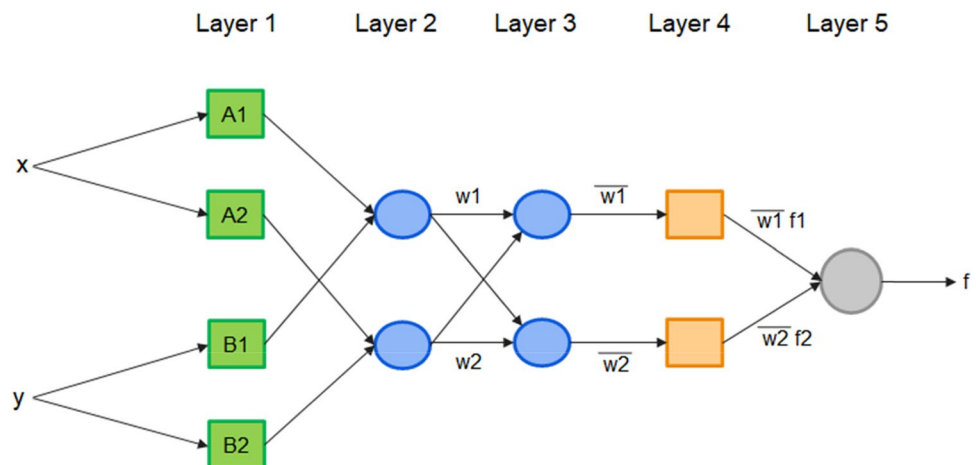 Layer 1 Layer 2 Layer 3 Layer 4 Layer 5
A1
x
A2
w1
w̅1̅
w̅1̅ f1
f
B1
w2
w̅2̅
w̅2̅ f2
y
B2